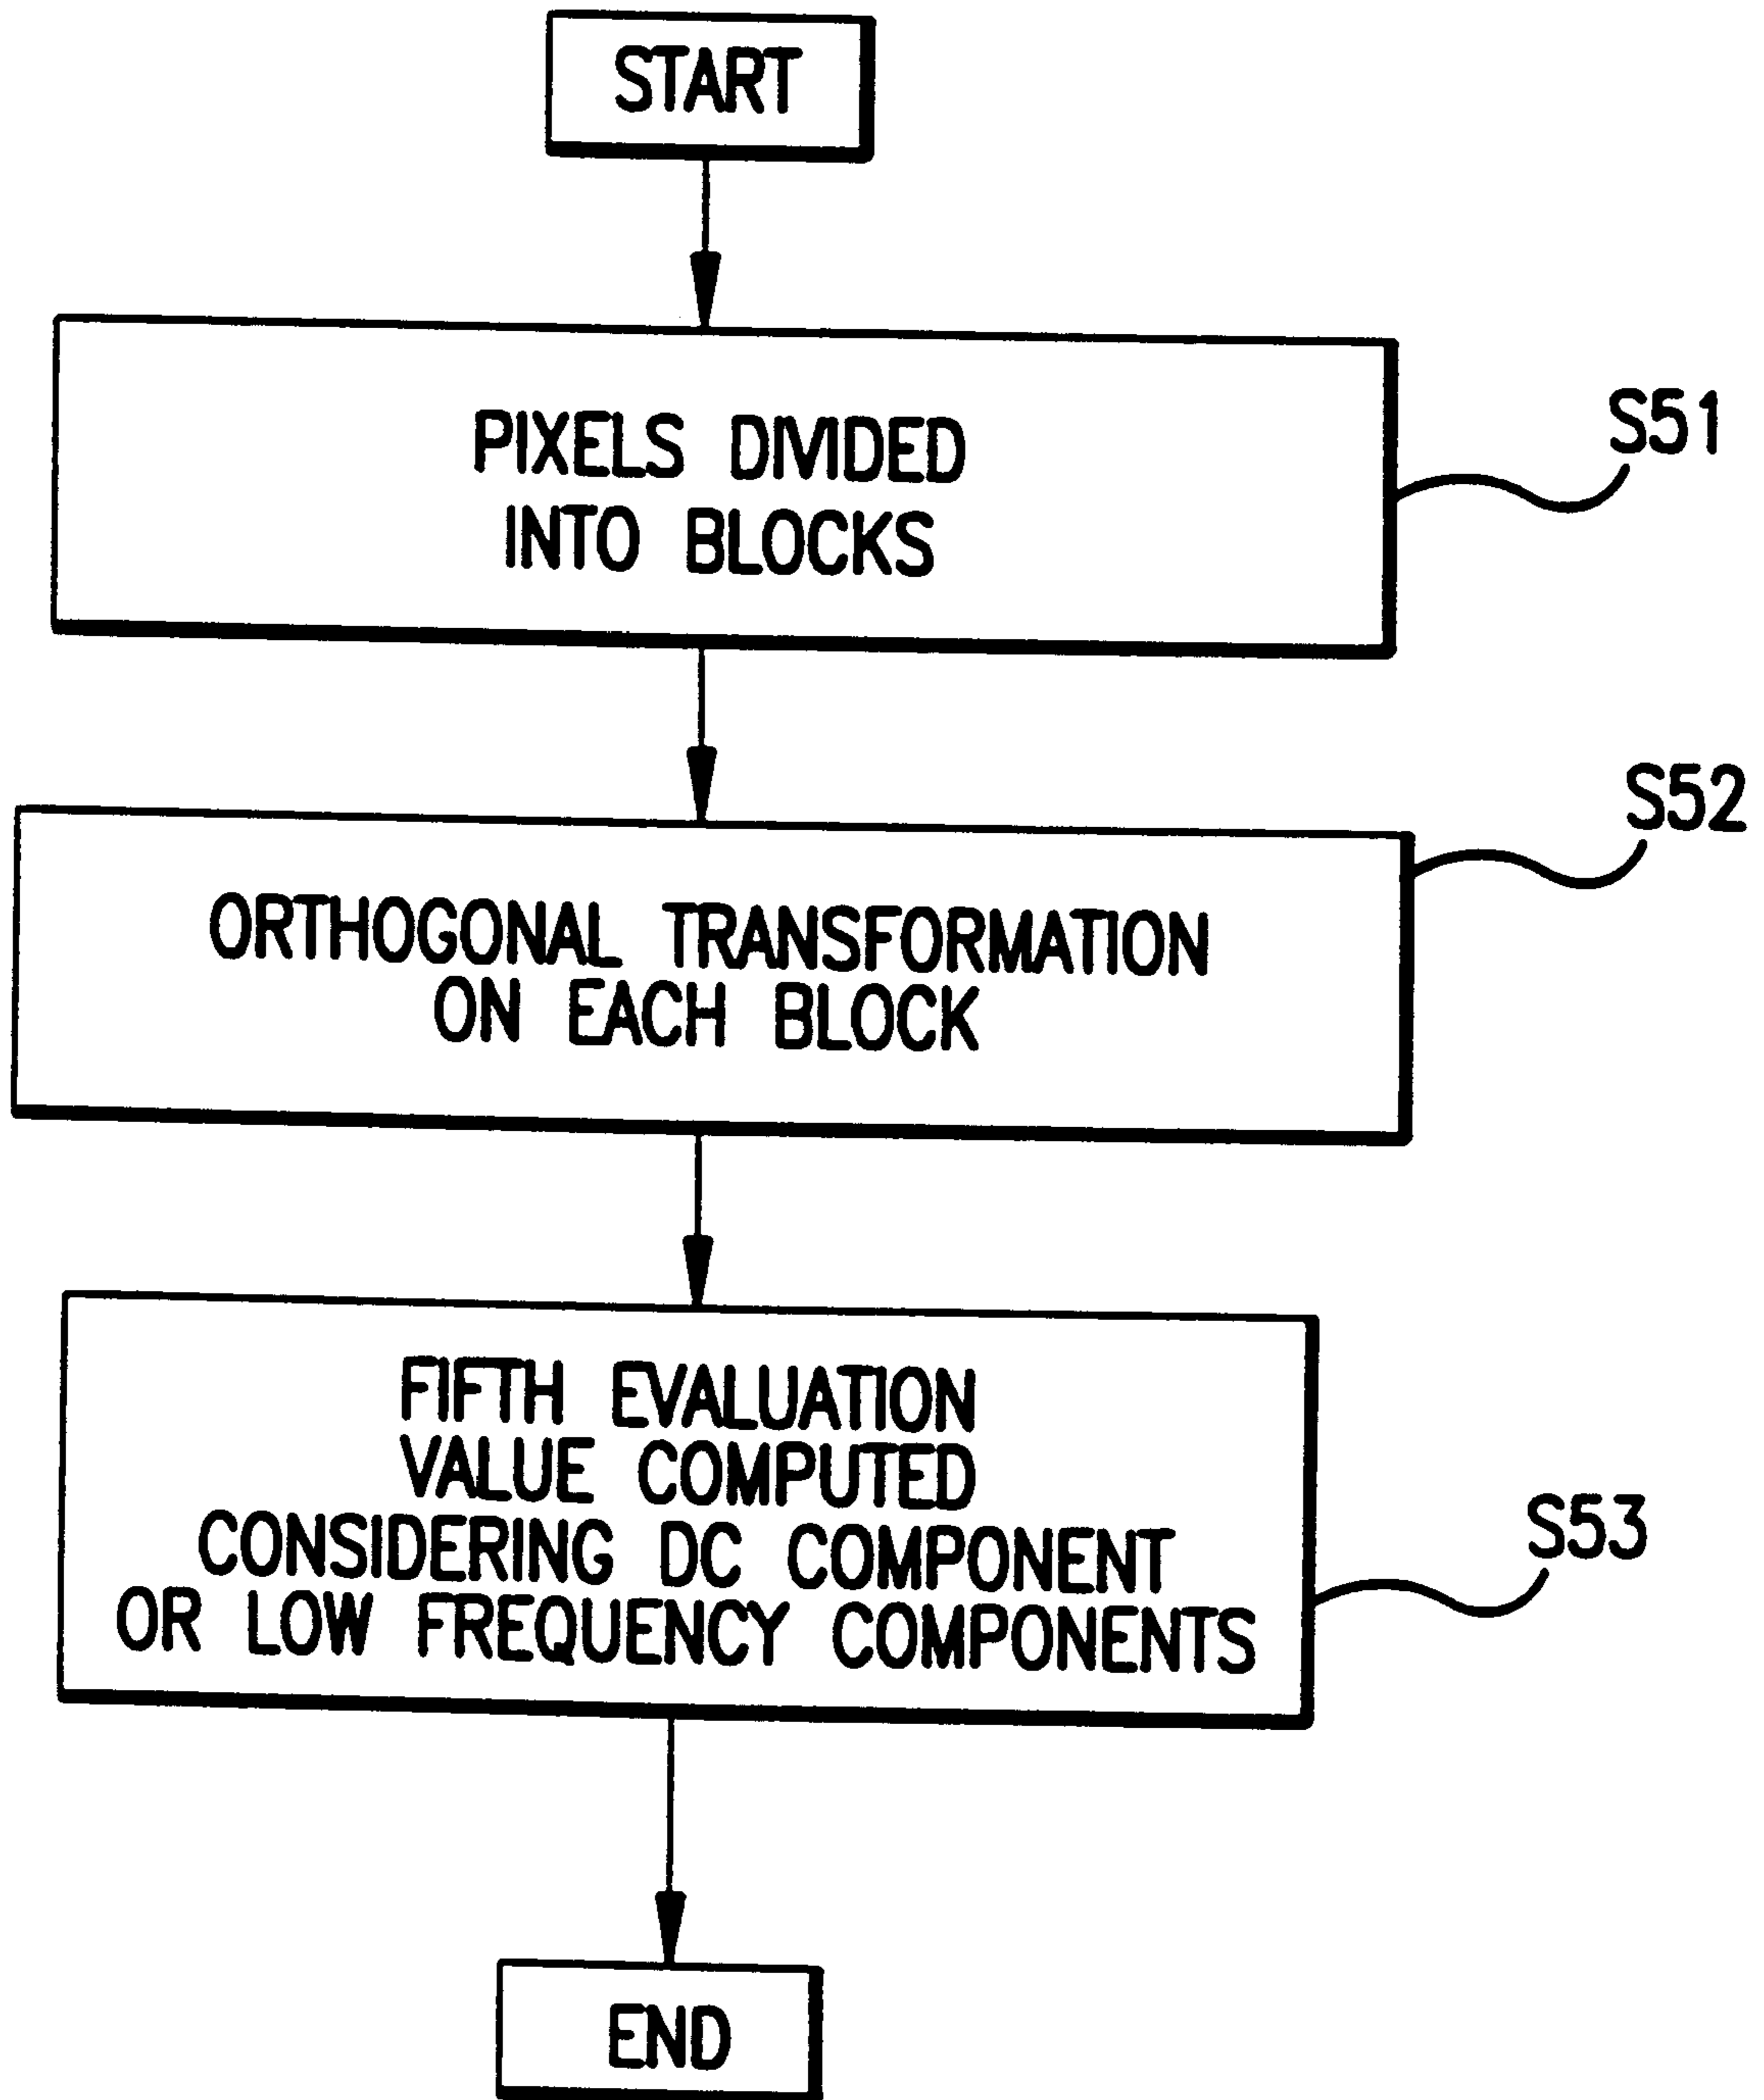 START
PIXELS DIVIDED
INTO BLOCKS
S51
ORTHOGONAL TRANSFORMATION
ON EACH BLOCK
S52
FIFTH EVALUATION
VALUE COMPUTED
CONSIDERING DC COMPONENT
OR LOW FREQUENCY COMPONENTS
S53
END